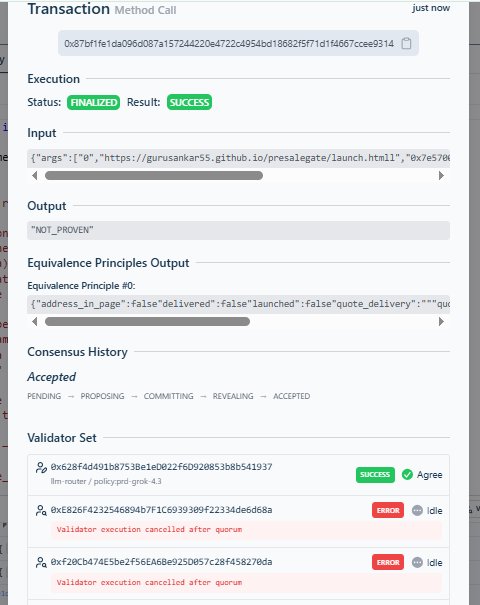 Transaction Method Call
just now
0x87bf1fe1da096d087a157244220e4722c4954bd18682f5f71d1f4667ccee9314
Execution
Status: FINALIZED Result: SUCCESS
Input
{"args":["0","https://gurusankar55.github.io/presalegate/launch.htmll","0x7e570
Output
"NOT_PROVEN"
Equivalence Principles Output
Equivalence Principle #0:
{"address_in_page":false"delivered":false"launched":false"quote_delivery":"""quo
Consensus History
Accepted
PENDING → PROPOSING → COMMITTING → REVEALING → ACCEPTED
Validator Set
0x628f4d491b8753Be1eD022f6D920853b8b541937
llm-router / policy:prd-grok-4.3
SUCCESS Agree
0xE826F4232546894b7F1C6939309f22334de6d68a
ERROR Idle
Validator execution cancelled after quorum
0xf20Cb474E5be2f56EA6Be925D057c28f458270da
ERROR Idle
Validator execution cancelled after quorum